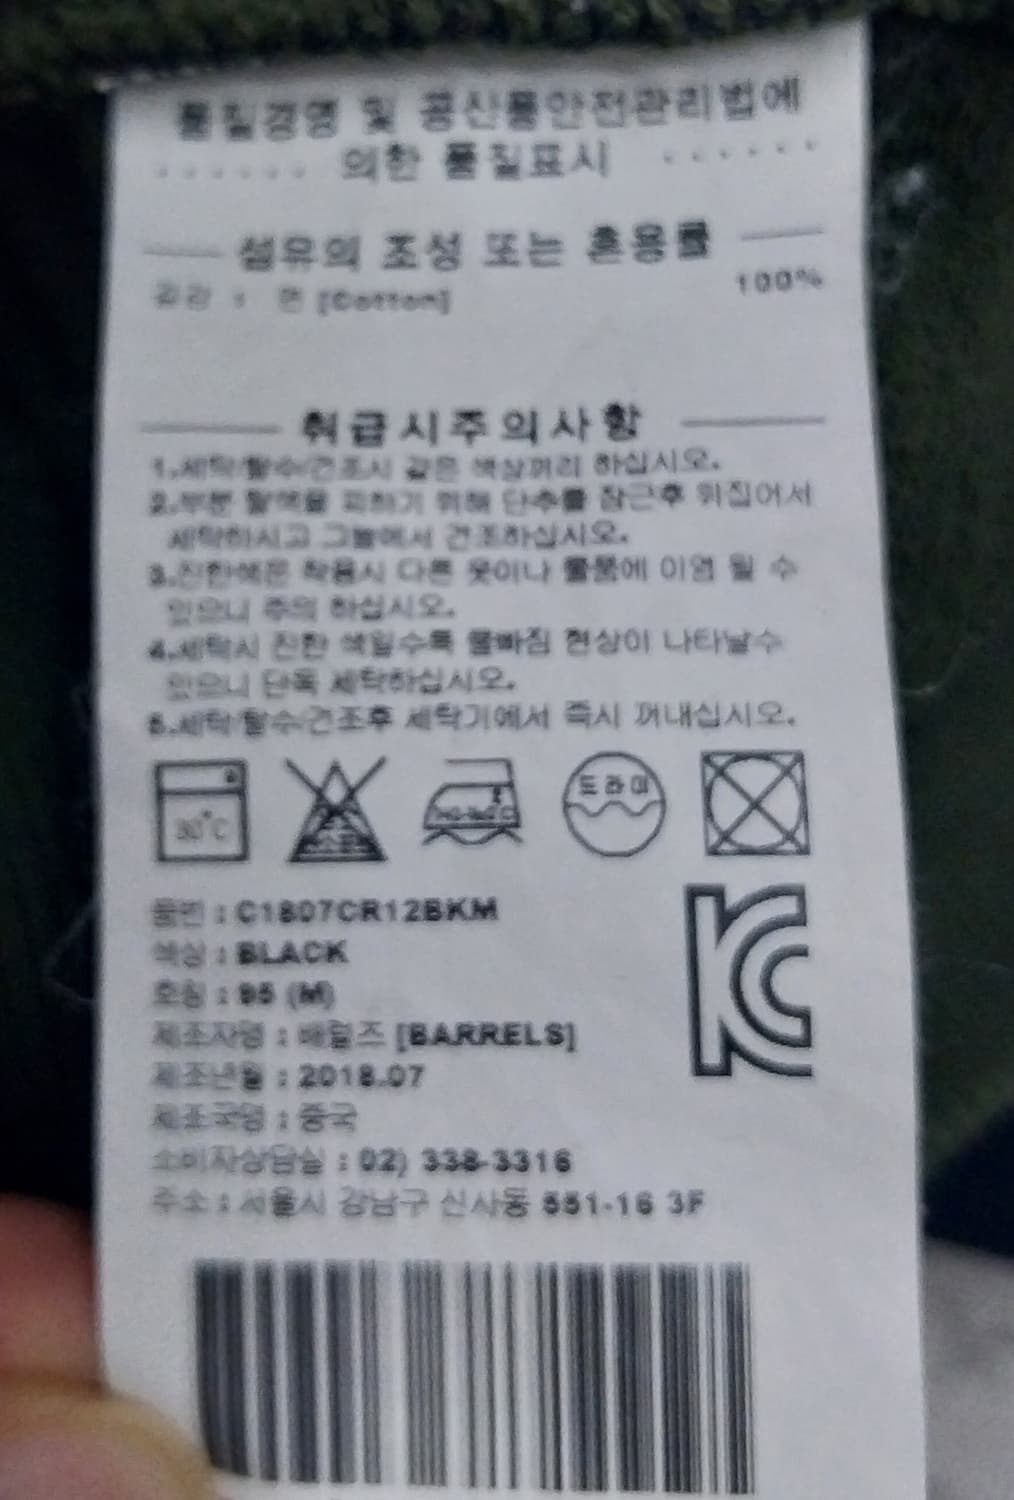 품질경영 및 공산품안전관리법에
의한 품질표시
섬유의 조성 또는 혼용률
겉감 : 면 [Cotton] 100%
취급시주의사항
1.세탁/탈수/건조시 같은 색상끼리 하십시오.
2.부분 탈색을 피하기 위해 단추를 잠근후 뒤집어서
세탁하시고 그늘에서 건조하십시오.
3.진한색은 착용시 다른 옷이나 물품에 이염 될 수
있으니 주의 하십시오.
4.세탁시 진한 색일수록 물빠짐 현상이 나타날수
있으니 단독 세탁하십시오.
5.세탁/탈수/건조후 세탁기에서 즉시 꺼내십시오.
30°C
드라이
품번 : C1807CR12BKM
색상 : BLACK
호칭 : 95 (M)
제조자명 : 배럴즈 [BARRELS]
제조년월 : 2018.07
제조국명 : 중국
소비자상담실 : 02) 338-3316
주소 : 서울시 강남구 신사동 551-16 3F